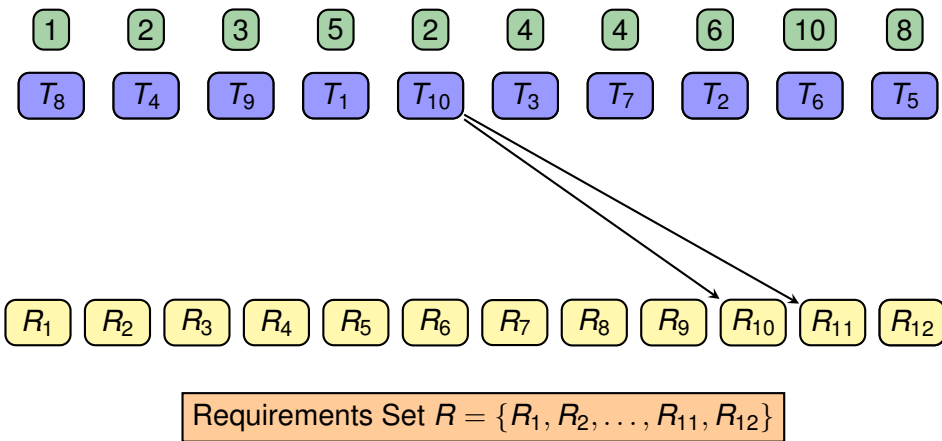 1 2 3 5 2 4 4 6 10 8
T₈ T₄ T₉ T₁ T₁₀ T₃ T₇ T₂ T₆ T₅
R₁ R₂ R₃ R₄ R₅ R₆ R₇ R₈ R₉ R₁₀ R₁₁ R₁₂
Requirements Set R = {R₁, R₂, . . . , R₁₁, R₁₂}